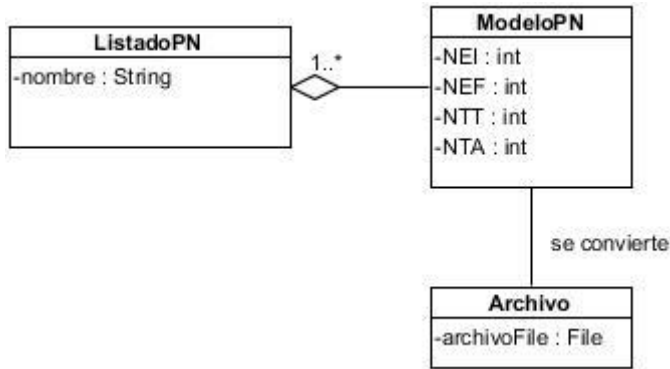 ListadoPN
-nombre : String
1..*
ModeloPN
-NEI : int
-NEF : int
-NTT : int
-NTA : int
se convierte
Archivo
-archivoFile : File